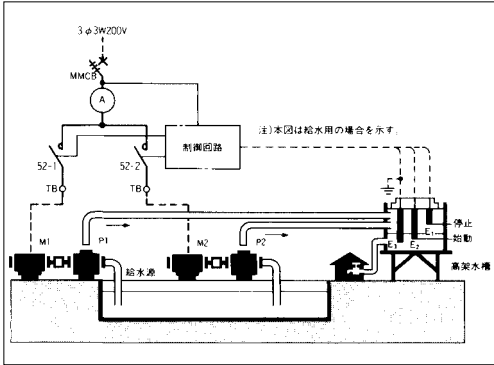 3φ3W200V
MMCB
A
制御回路
注)本図は給水用の場合を示す。
52-1
52-2
TB
TB
停止
E₁
始動
E₃
E₂
M1
P1
M2
P2
給水源
高架水槽